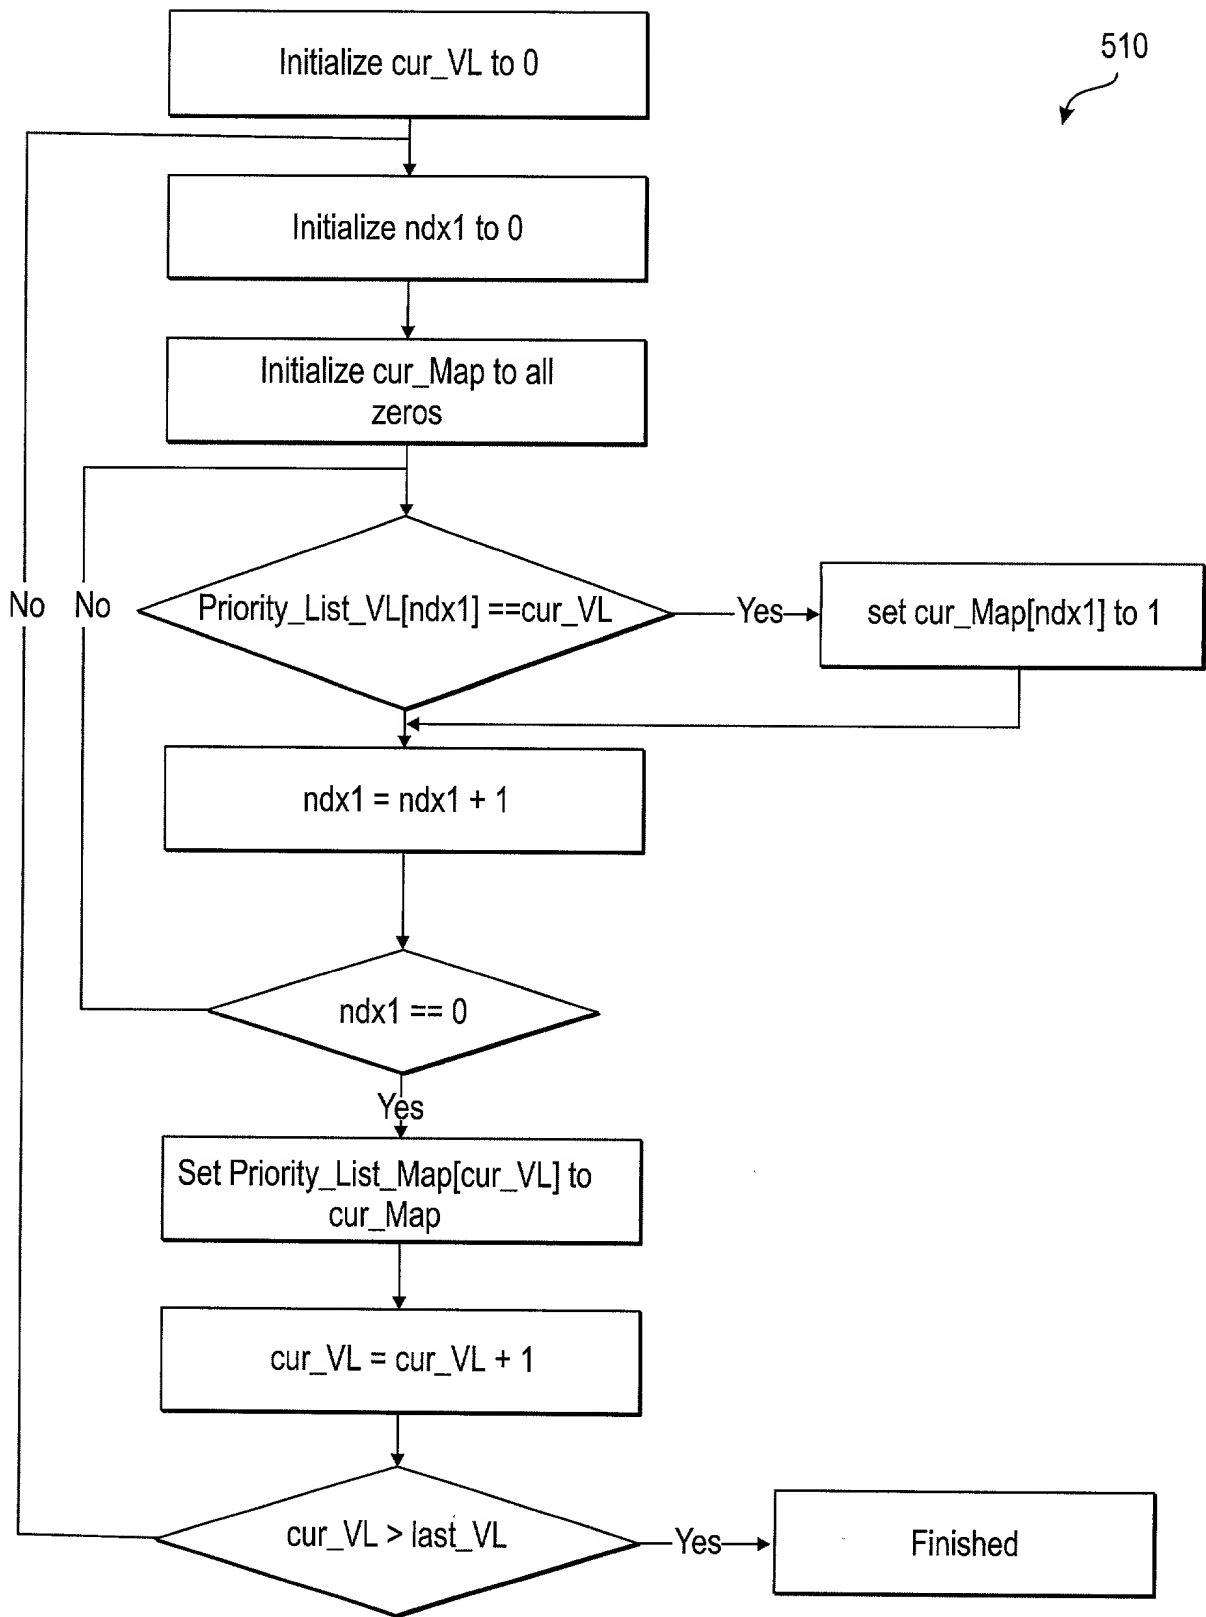 Initialize cur_VL to 0
510
Initialize ndx1 to 0
Initialize cur_Map to all
zeros
No
No
Priority_List_VL[ndx1] ==cur_VL
Yes
set cur_Map[ndx1] to 1
ndx1 = ndx1 + 1
ndx1 == 0
Yes
Set Priority_List_Map[cur_VL] to
cur_Map
cur_VL = cur_VL + 1
cur_VL > last_VL
Yes
Finished